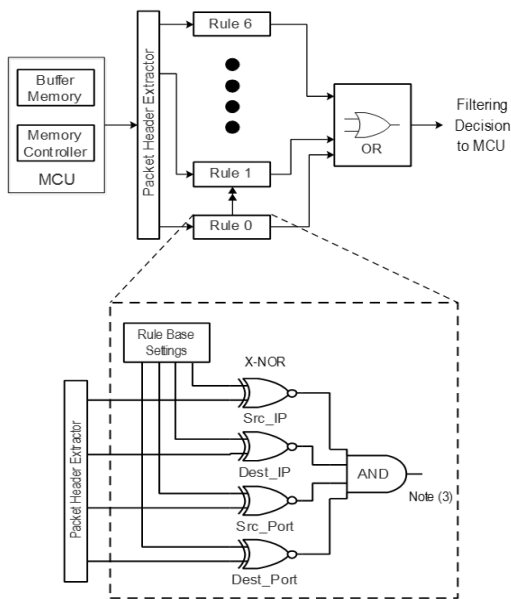 Rule 6
Buffer
Memory
Memory
Controller
MCU
Packet Header Extractor
OR
Filtering
Decision
to MCU
Rule 1
Rule 0
Rule Base
Settings
X-NOR
Src_IP
Dest_IP
Src_Port
Dest_Port
Packet Header Extractor
AND
Note (3)